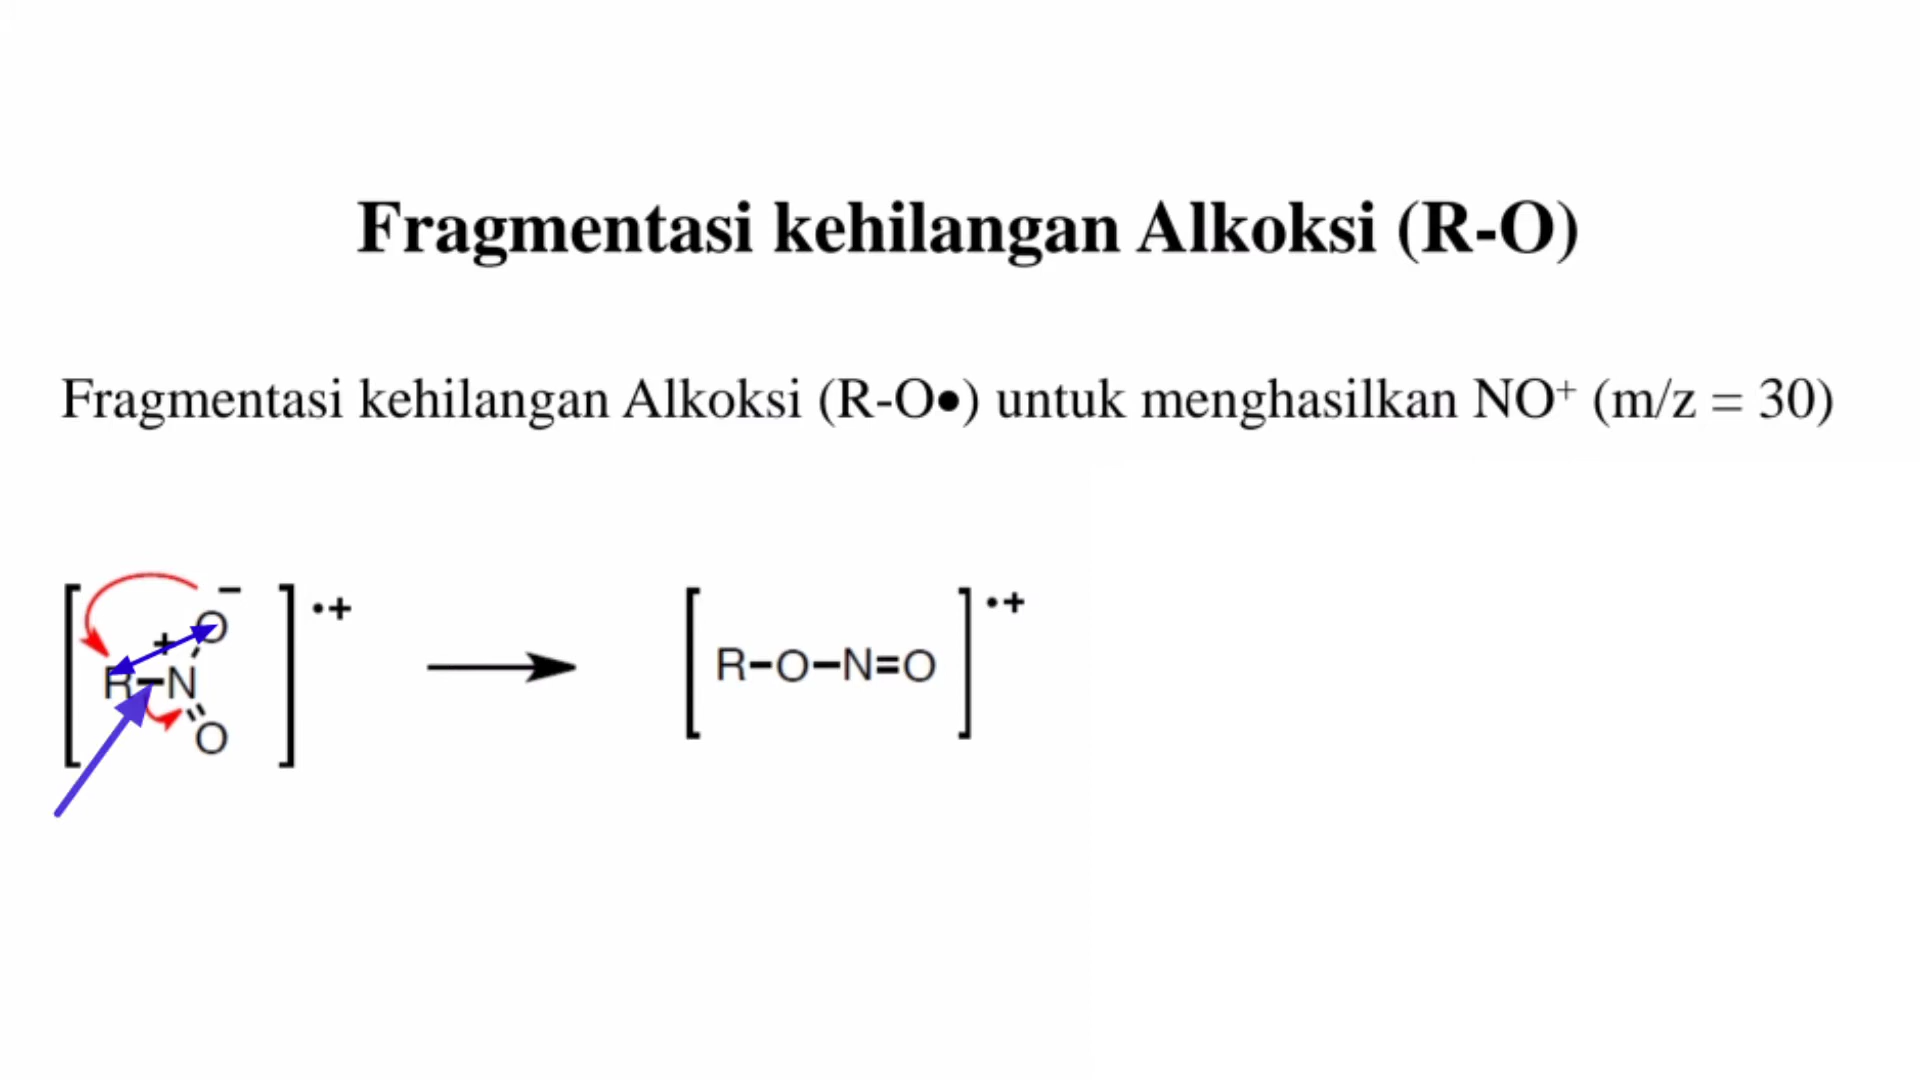 Fragmentasi kehilangan Alkoksi (R-O)
Fragmentasi kehilangan Alkoksi (R-O•) untuk menghasilkan NO⁺ (m/z = 30)
−
O
•+
+
R–N
O
[R–O–N=O]
•+